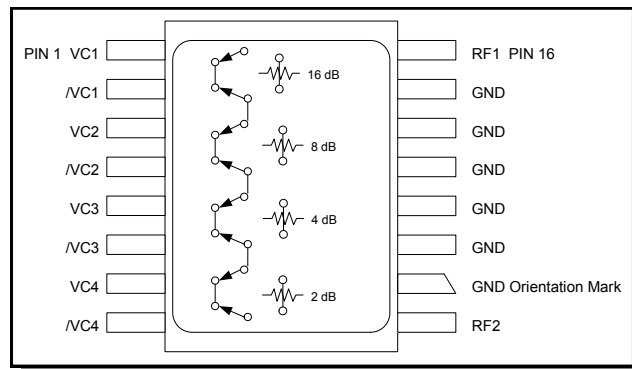 PIN 1 VC1
/VC1
VC2
/VC2
VC3
/VC3
VC4
/VC4
16 dB
8 dB
4 dB
2 dB
RF1 PIN 16
GND
GND
GND
GND
GND
GND Orientation Mark
RF2